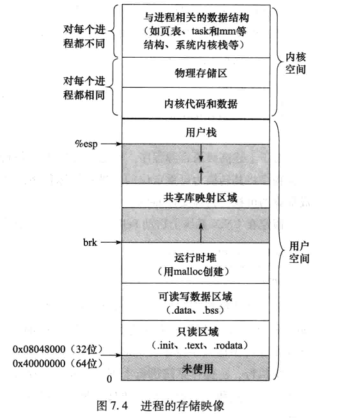 对每个进
程都不同
与进程相关的数据结构
(如页表、task和mm等
结构、系统内核栈等)
对每个进
程都相同
物理存储区
内核代码和数据
内核
空间
%esp
用户栈
共享库映射区域
brk
运行时堆
(用malloc创建)
可读写数据区域
(.data、.bss)
只读区域
(.init、.text、.rodata)
用户
空间
0x08048000 (32位)
0x40000000 (64位)
未使用
0
图 7.4 进程的存储映像